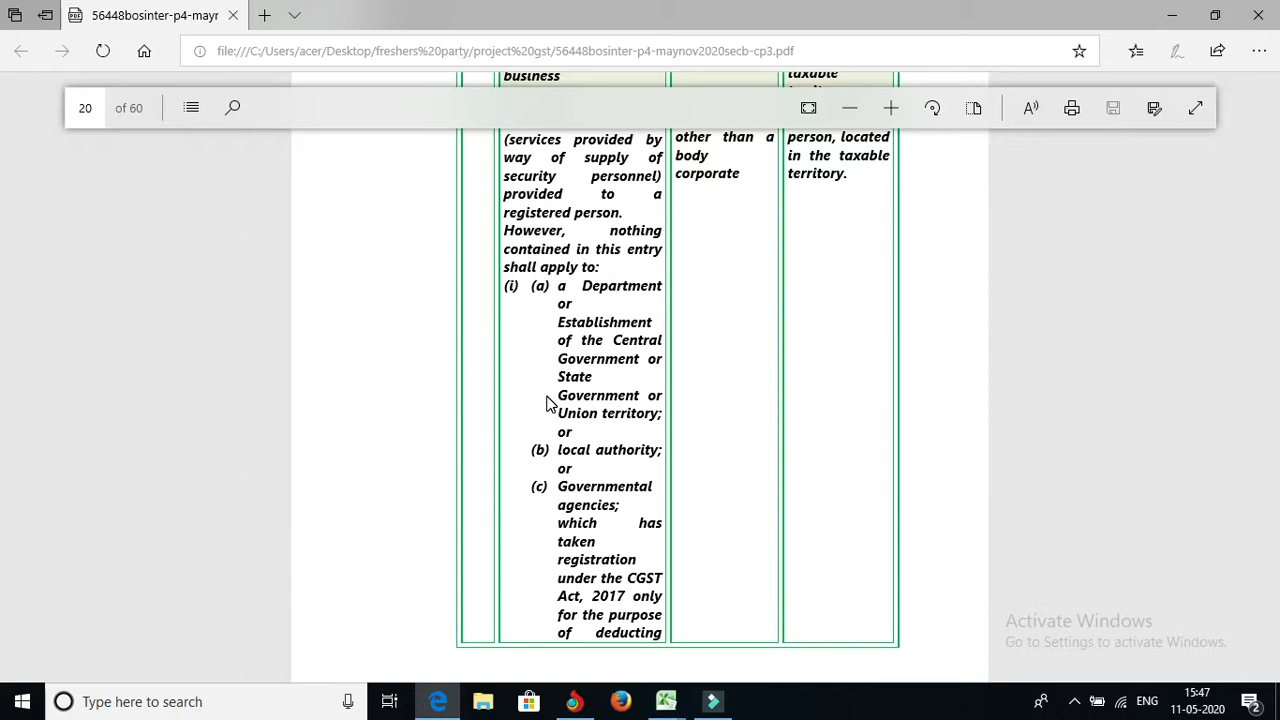 56448bosinter-p4-mayr
file:///C:/Users/acer/Desktop/freshers%20party/project%20gst/56448bosinter-p4-maynov2020secb-cp3.pdf
20 of 60
business
taxable
(services provided by
way of supply of
security personnel)
provided to a
registered person.
However, nothing
contained in this entry
shall apply to:
(i) (a) a Department
or
Establishment
of the Central
Government or
State
Government or
Union territory;
or
(b) local authority;
or
(c) Governmental
agencies;
which has
taken
registration
under the CGST
Act, 2017 only
for the purpose
of deducting
other than a
body
corporate
person, located
in the taxable
territory.
Activate Windows
Go to Settings to activate Windows.
Type here to search
ENG
15:47
11-05-2020
2